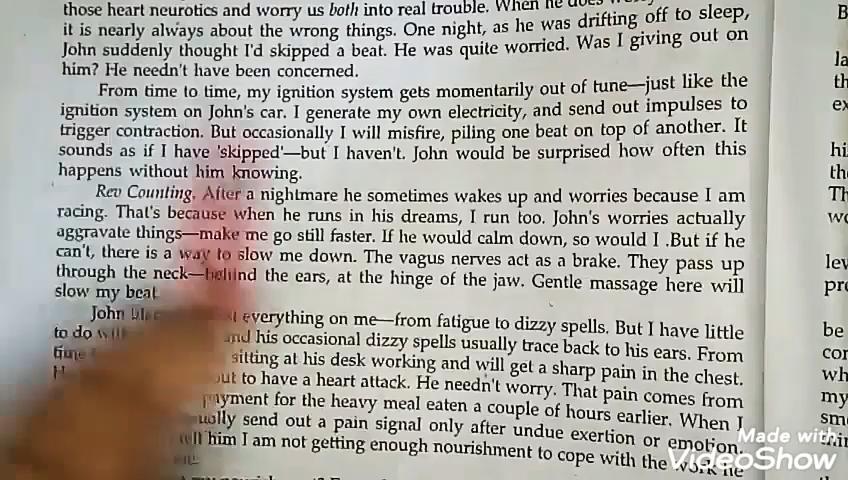 those heart neurotics and worry us both into real trouble. When he does
it is nearly always about the wrong things. One night, as he was drifting off to sleep,
John suddenly thought I'd skipped a beat. He was quite worried. Was I giving out on
him? He needn't have been concerned.
From time to time, my ignition system gets momentarily out of tune—just like the
ignition system on John's car. I generate my own electricity, and send out impulses to
trigger contraction. But occasionally I will misfire, piling one beat on top of another. It
sounds as if I have 'skipped'—but I haven't. John would be surprised how often this
happens without him knowing.
Rev Counting. After a nightmare he sometimes wakes up and worries because I am
racing. That's because when he runs in his dreams, I run too. John's worries actually
aggravate things—make me go still faster. If he would calm down, so would I .But if he
can't, there is a way to slow me down. The vagus nerves act as a brake. They pass up
through the neck—behind the ears, at the hinge of the jaw. Gentle massage here will
slow my beat
John everything on me—from fatigue to dizzy spells. But I have little
to do and his occasional dizzy spells usually trace back to his ears. From
time sitting at his desk working and will get a sharp pain in the chest.
to have a heart attack. He needn't worry. That pain comes from
payment for the heavy meal eaten a couple of hours earlier. When I
send out a pain signal only after undue exertion or emotion.
him I am not getting enough nourishment to cope with the work he
B
la
th
ex
hi
the
Th
wo
lev
pro
be
cor
wh
my
sm
Made with
VideoShow